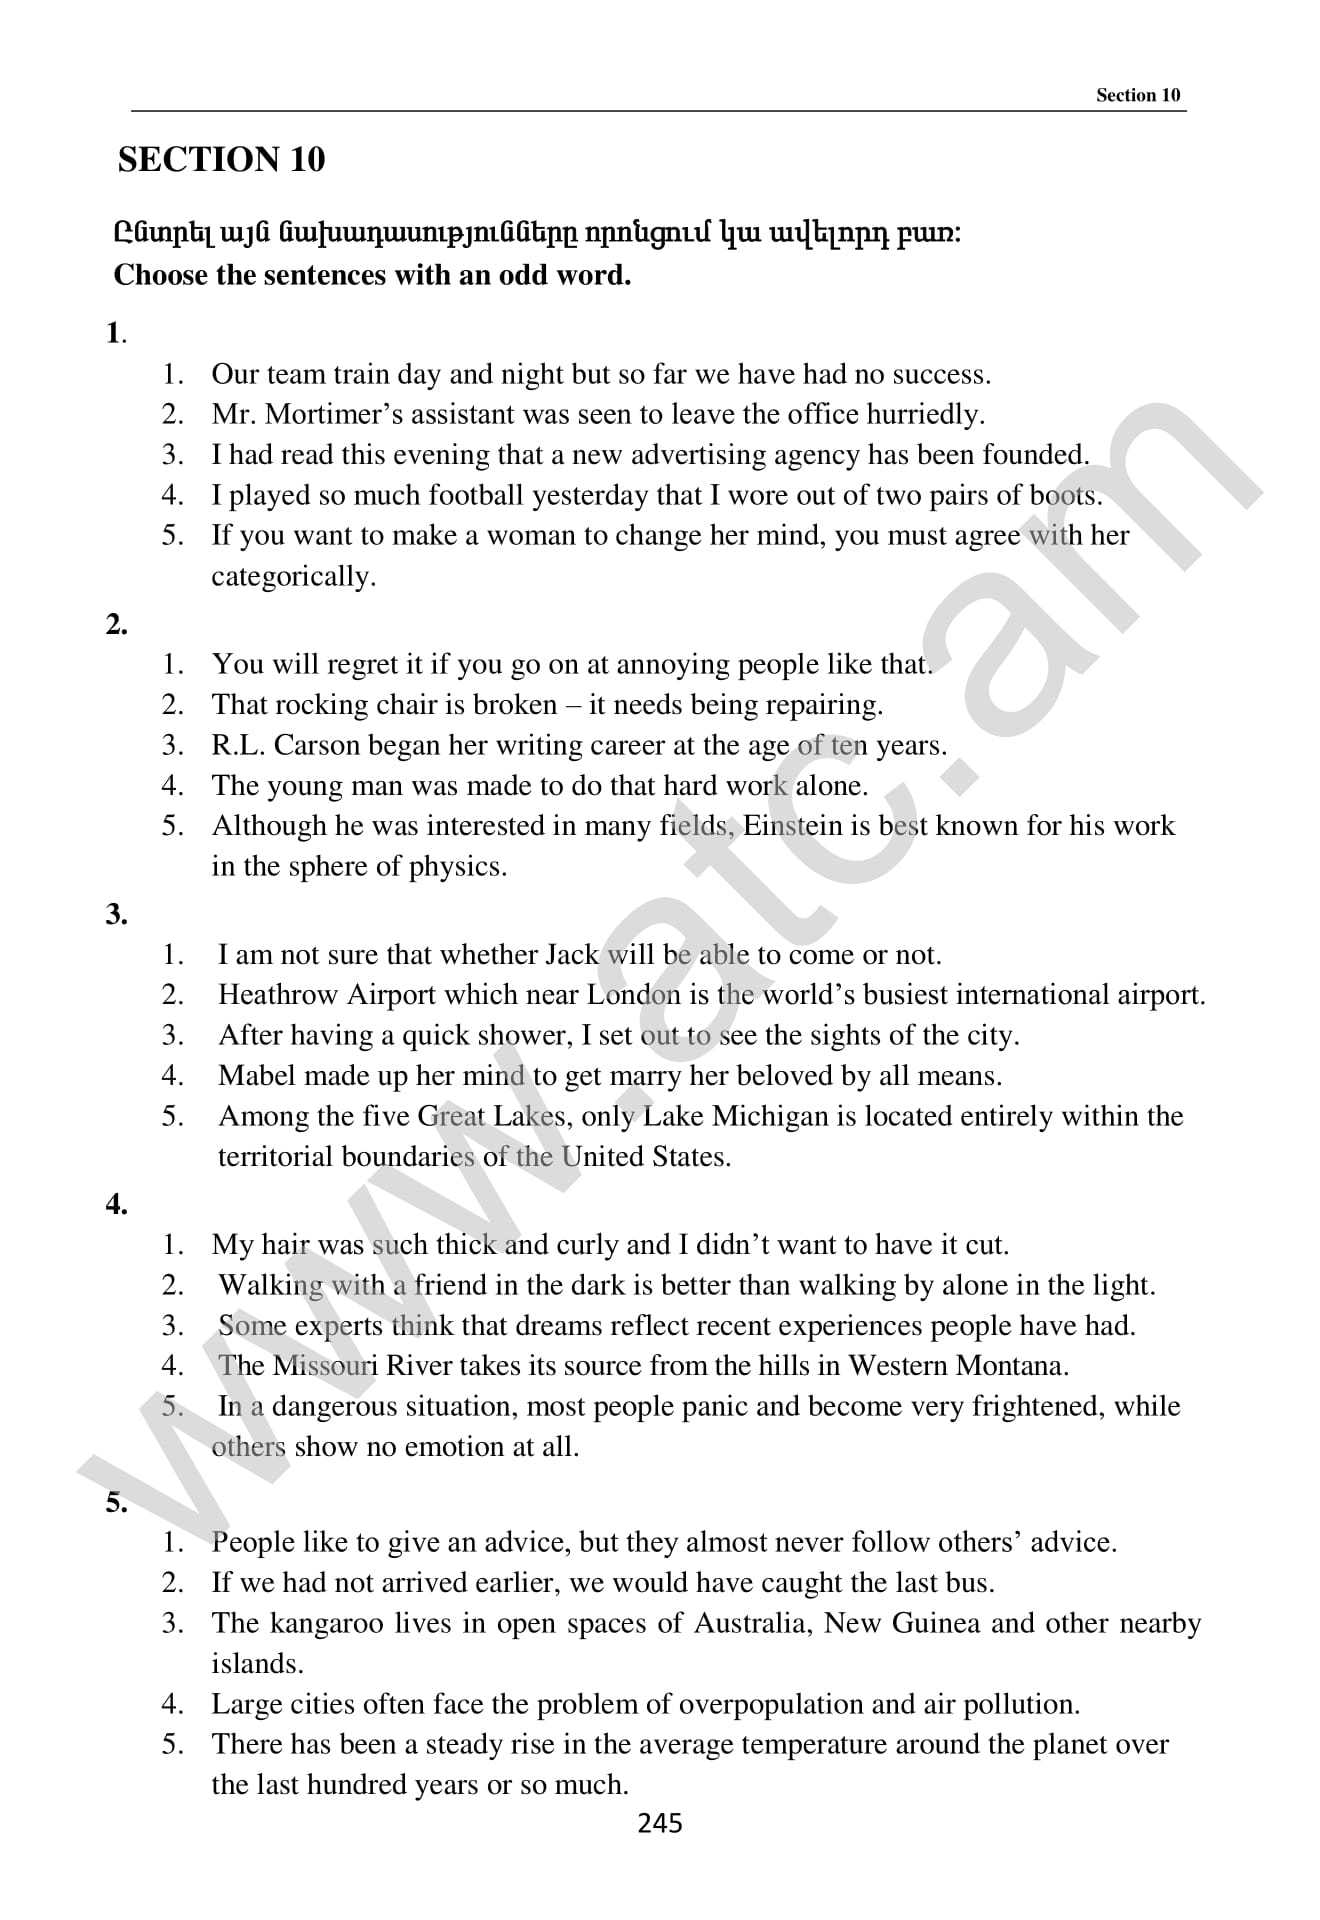 Section 10
SECTION 10
Ընտրել այն նախադասությունները որոնցում կա ավելորդ բառ:
Choose the sentences with an odd word.
1.
1. Our team train day and night but so far we have had no success.
2. Mr. Mortimer’s assistant was seen to leave the office hurriedly.
3. I had read this evening that a new advertising agency has been founded.
4. I played so much football yesterday that I wore out of two pairs of boots.
5. If you want to make a woman to change her mind, you must agree with her
categorically.
2.
1. You will regret it if you go on at annoying people like that.
2. That rocking chair is broken – it needs being repairing.
3. R.L. Carson began her writing career at the age of ten years.
4. The young man was made to do that hard work alone.
5. Although he was interested in many fields, Einstein is best known for his work
in the sphere of physics.
3.
1. I am not sure that whether Jack will be able to come or not.
2. Heathrow Airport which near London is the world’s busiest international airport.
3. After having a quick shower, I set out to see the sights of the city.
4. Mabel made up her mind to get marry her beloved by all means.
5. Among the five Great Lakes, only Lake Michigan is located entirely within the
territorial boundaries of the United States.
4.
1. My hair was such thick and curly and I didn’t want to have it cut.
2. Walking with a friend in the dark is better than walking by alone in the light.
3. Some experts think that dreams reflect recent experiences people have had.
4. The Missouri River takes its source from the hills in Western Montana.
5. In a dangerous situation, most people panic and become very frightened, while
others show no emotion at all.
5.
1. People like to give an advice, but they almost never follow others’ advice.
2. If we had not arrived earlier, we would have caught the last bus.
3. The kangaroo lives in open spaces of Australia, New Guinea and other nearby
islands.
4. Large cities often face the problem of overpopulation and air pollution.
5. There has been a steady rise in the average temperature around the planet over
the last hundred years or so much.
245
www.atc.am